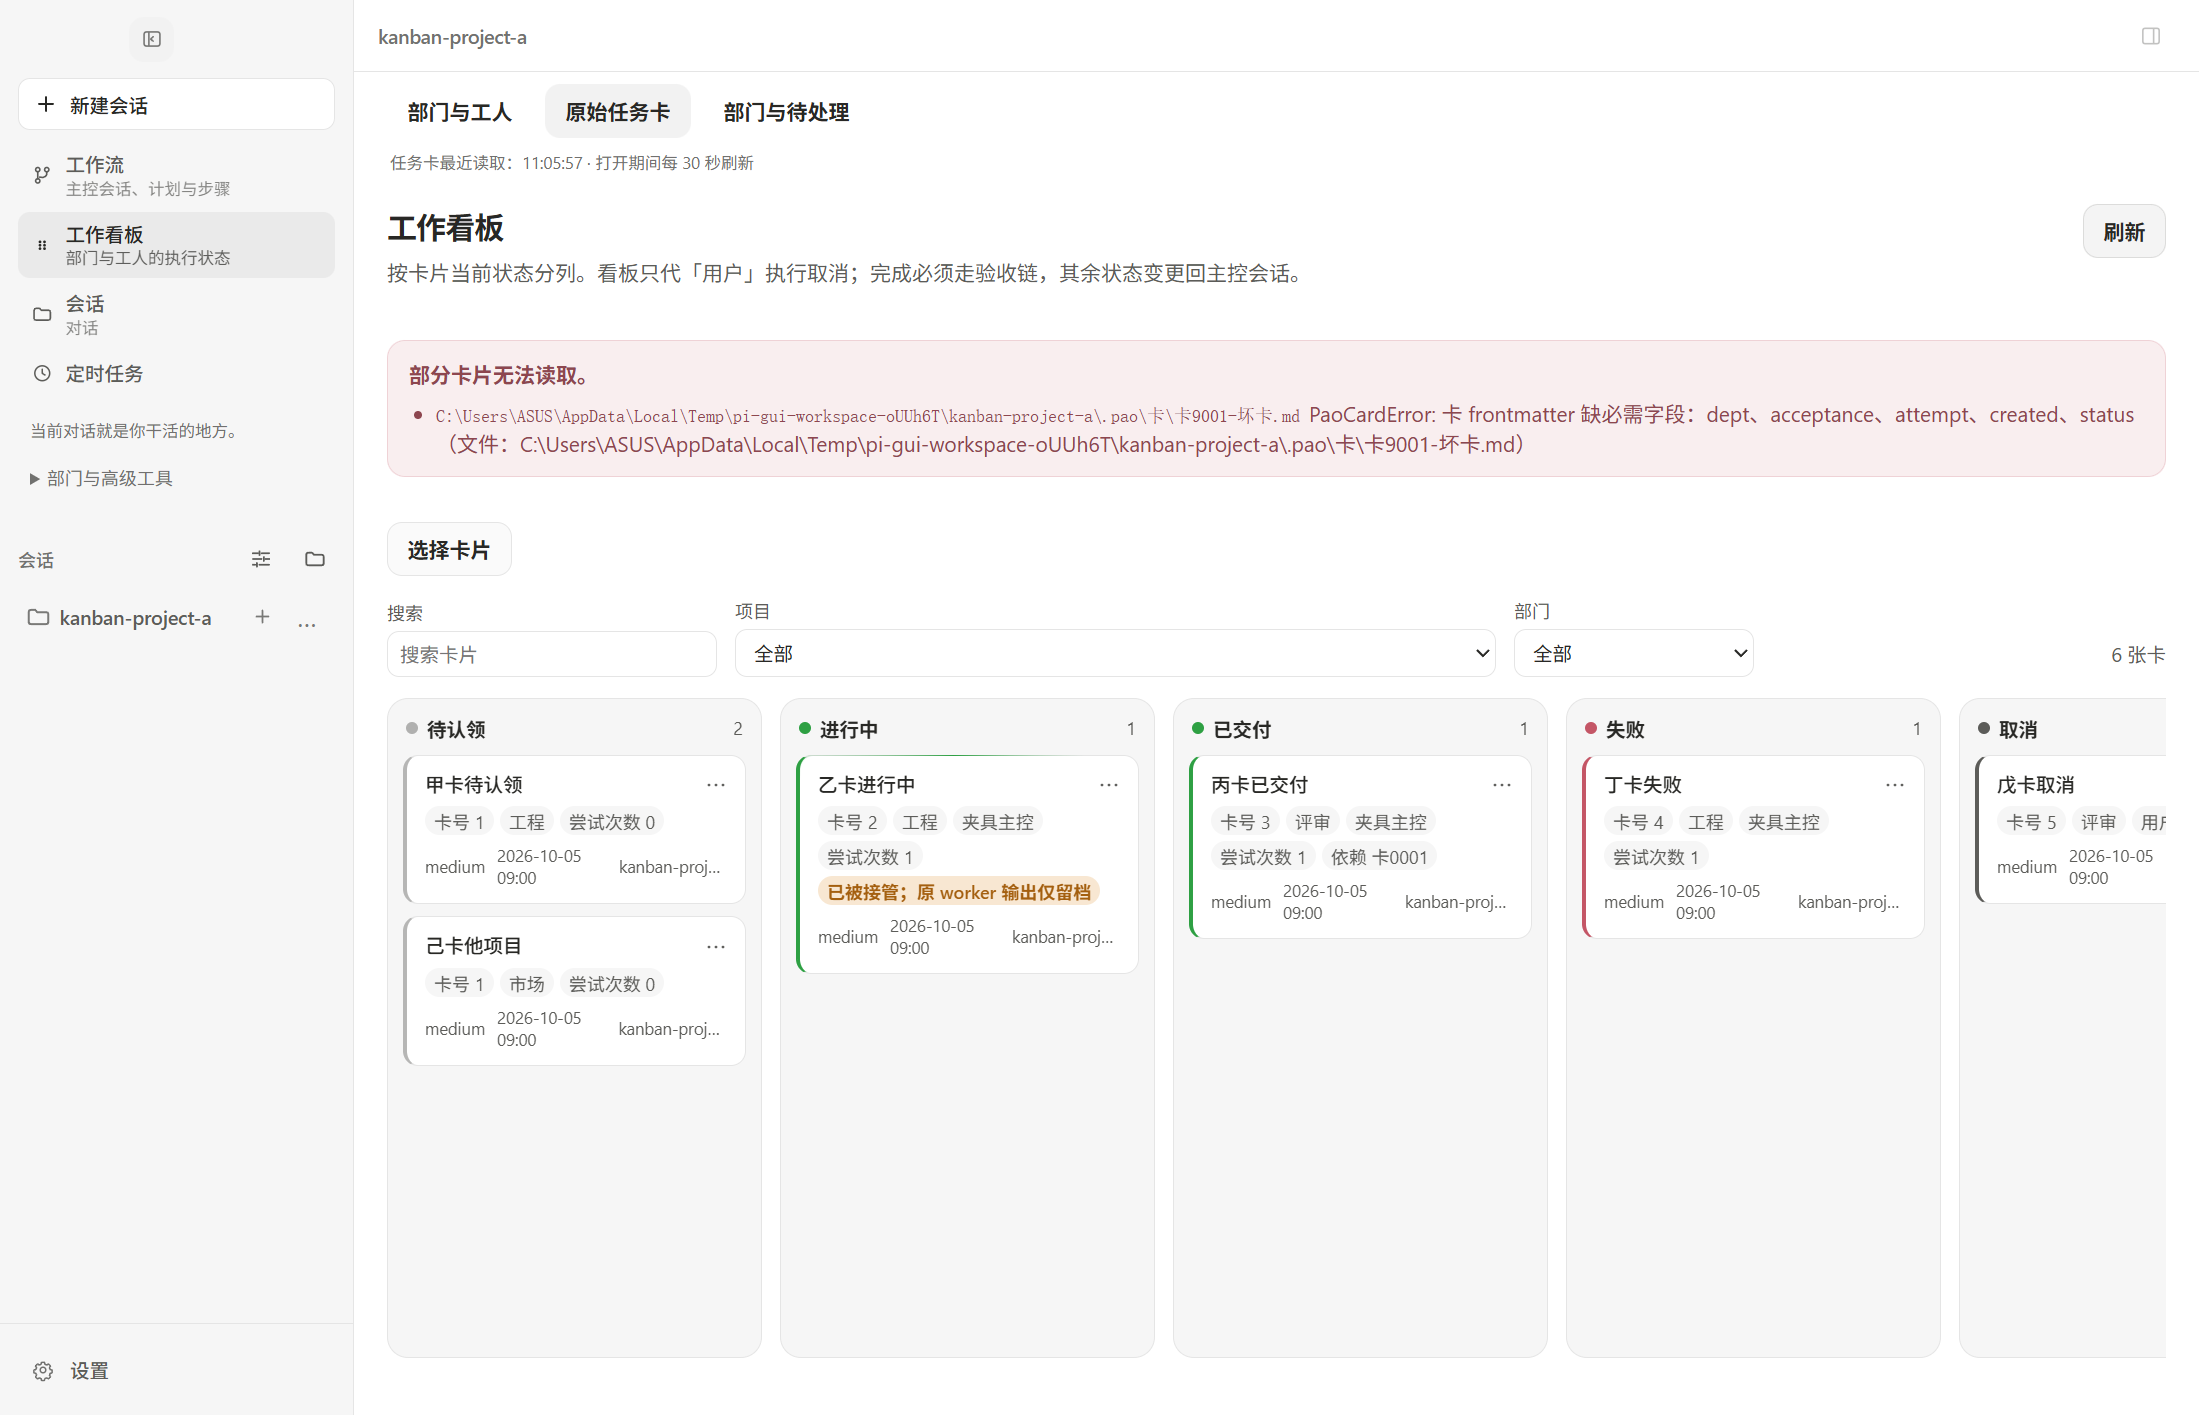 新建会话
工作流
主控会话、计划与步骤
工作看板
部门与工人的执行状态
会话
对话
定时任务
当前对话就是你干活的地方。
部门与高级工具
会话
kanban-project-a
设置
kanban-project-a
部门与工人
原始任务卡
部门与待处理
任务卡最近读取：11:05:57 · 打开期间每 30 秒刷新
工作看板
刷新
按卡片当前状态分列。看板只代「用户」执行取消；完成必须走验收链，其余状态变更回主控会话。
部分卡片无法读取。
C:\Users\ASUS\AppData\Local\Temp\pi-gui-workspace-oUUh6T\kanban-project-a\.pao\卡\卡9001-坏卡.md PaoCardError: 卡 frontmatter 缺必需字段：dept、acceptance、attempt、created、status
（文件：C:\Users\ASUS\AppData\Local\Temp\pi-gui-workspace-oUUh6T\kanban-project-a\.pao\卡\卡9001-坏卡.md）
选择卡片
搜索
搜索卡片
项目
全部
部门
全部
6 张卡
待认领 2
甲卡待认领 ...
卡号 1 工程 尝试次数 0
medium 2026-10-05 09:00 kanban-proj...
己卡他项目 ...
卡号 1 市场 尝试次数 0
medium 2026-10-05 09:00 kanban-proj...
进行中 1
乙卡进行中 ...
卡号 2 工程 夹具主控
尝试次数 1
已被接管；原 worker 输出仅留档
medium 2026-10-05 09:00 kanban-proj...
已交付 1
丙卡已交付 ...
卡号 3 评审 夹具主控
尝试次数 1 依赖 卡0001
medium 2026-10-05 09:00 kanban-proj...
失败 1
丁卡失败 ...
卡号 4 工程 夹具主控
尝试次数 1
medium 2026-10-05 09:00 kanban-proj...
取消
戊卡取消
卡号 5 评审 用
medium 2026-10-05 09:00